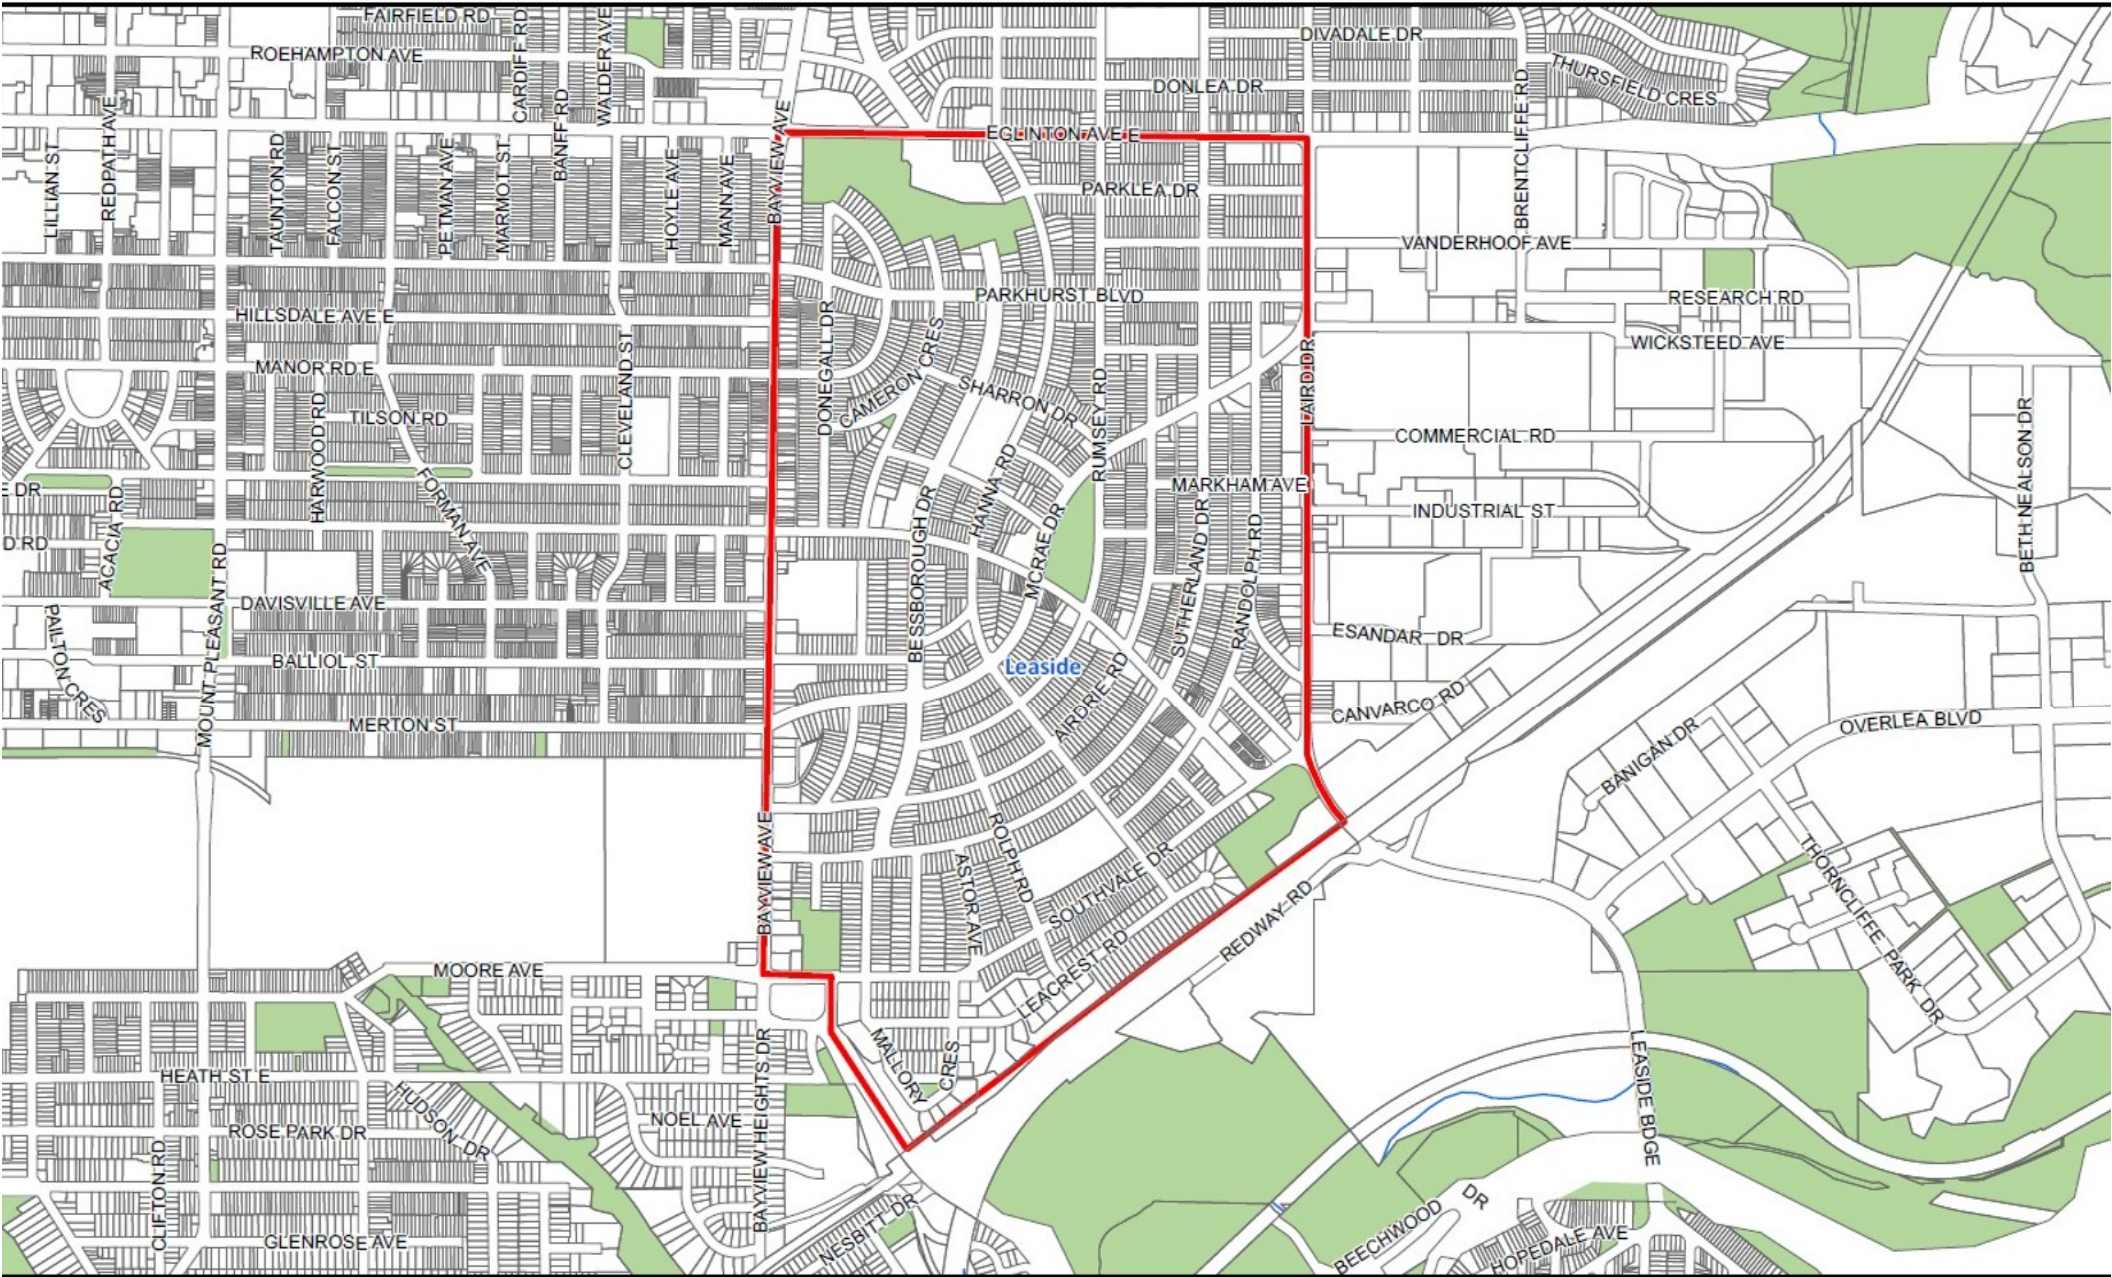 FAIRFIELD RD
CARDIFF RD
WALDER AVE
ROEHAMPTON AVE
DIVADALE DR
THURSFIELD CRES
DONLEA DR
BRENTCLIFFE RD
REDPATH AVE
LILLIAN ST
TAUNTON RD
FALCON ST
PETMAN AVE
MARMOT ST
BANFF RD
HOYLE AVE
MANN AVE
BAYVIEW AVE
EGLINTON AVE E
PARKLEA DR
VANDERHOOF AVE
PARKHURST BLVD
RESEARCH RD
HILLSDALE AVE E
WICKSTEED AVE
MANOR RD E
CLEVELAND ST
DONEGALL DR
CAMERON CRES
SHARRON DR
RUMSEY RD
LAIRD DR
HARWOOD RD
TILSON RD
COMMERCIAL RD
BETH NEALSON DR
E DR
ACACIA RD
FORMAN AVE
BESSBOROUGH DR
HANNA RD
MCRAE DR
MARKHAM AVE
SUTHERLAND DR
RANDOLPH RD
INDUSTRIAL ST
D RD
MOUNT PLEASANT RD
DAVISVILLE AVE
PAILTON CRES
BALLIOL ST
ESANDAR DR
Leaside
AIRDRIE RD
CANVARCO RD
MERTON ST
OVERLEA BLVD
BANIGAN DR
BAYVIEW AVE
ROLPH RD
ASTOR AVE
SOUTHVALE DR
THORNCLIFFE PARK DR
REDWAY RD
LEACREST RD
MOORE AVE
MALLORY
CRES
BAYVIEW HEIGHTS DR
LEASIDE BDGE
HEATH ST E
HUDSON DR
NOEL AVE
ROSE PARK DR
CLIFTON RD
NESBITT DR
BEECHWOOD DR
HOPEDALE AVE
GLENROSE AVE